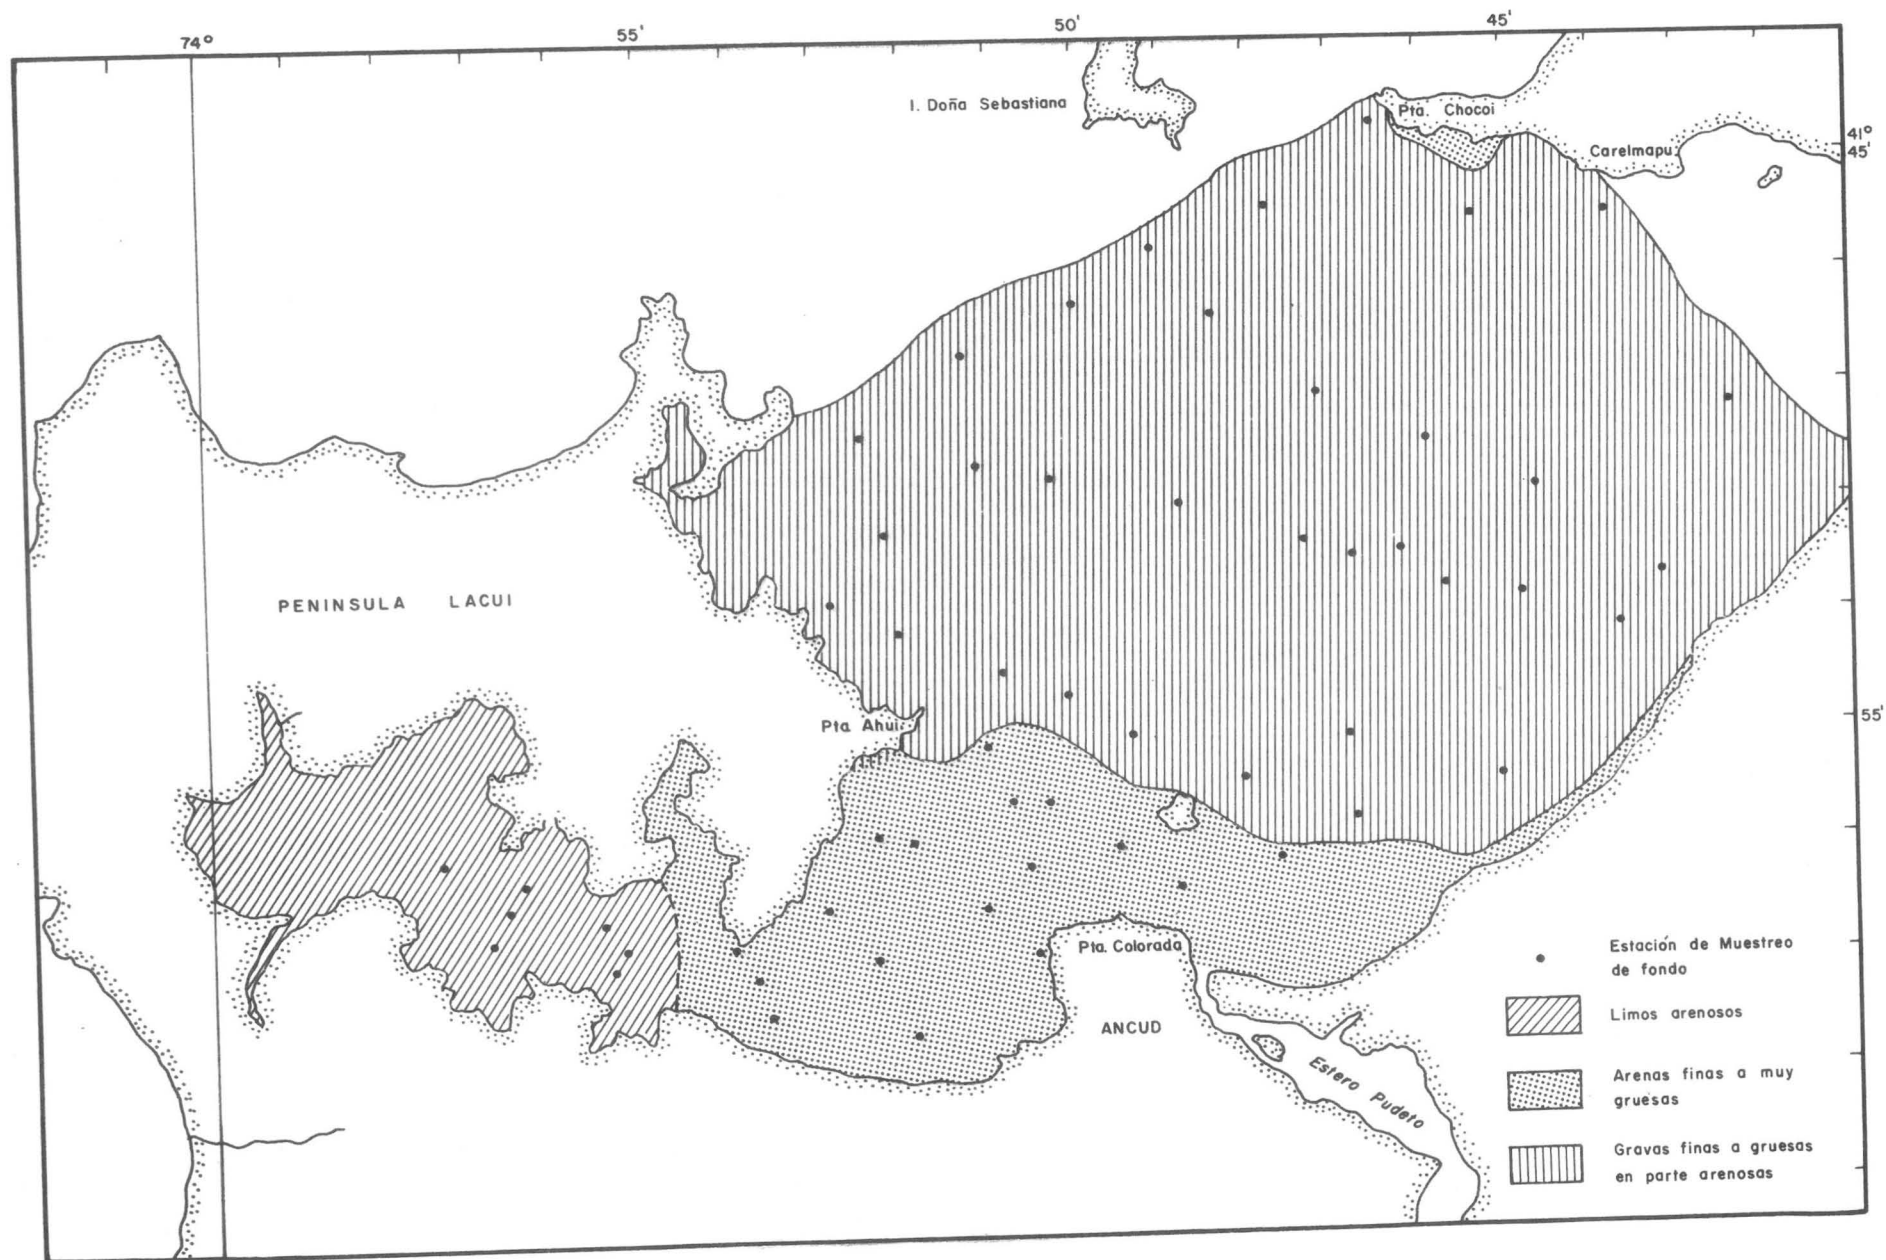 74°
55'
50'
45'
I. Doña Sebastiana
Pta. Chocoi
41°
45'
Carelmapu
PENINSULA LACUI
Pta. Ahui
55'
Pta. Colorada
ANCUD
Estero Pudeto
Estación de Muestreo
de fondo
Limos arenosos
Arenas finas a muy
gruesas
Gravas finas a gruesas
en parte arenosas